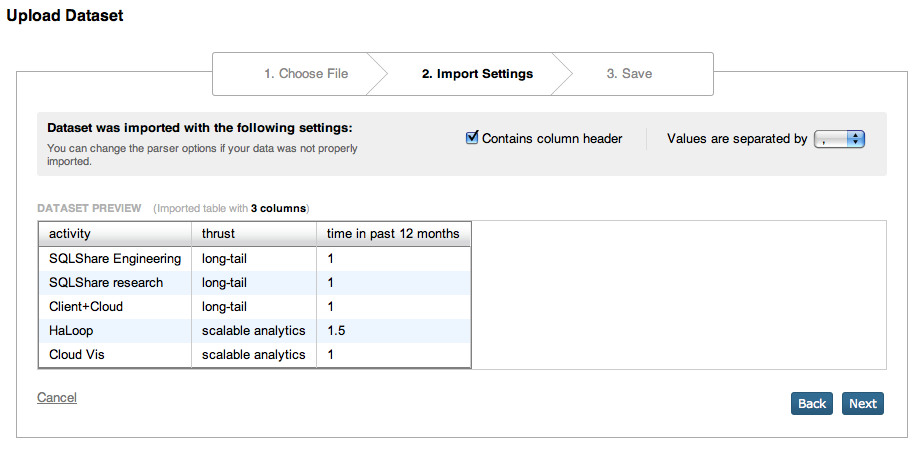 Upload Dataset
1. Choose File
2. Import Settings
3. Save
Dataset was imported with the following settings:
You can change the parser options if your data was not properly
imported.
Contains column header
Values are separated by ,
DATASET PREVIEW (Imported table with 3 columns)
activity thrust time in past 12 months
SQLShare Engineering long-tail 1
SQLShare research long-tail 1
Client+Cloud long-tail 1
HaLoop scalable analytics 1.5
Cloud Vis scalable analytics 1
Cancel
Back Next